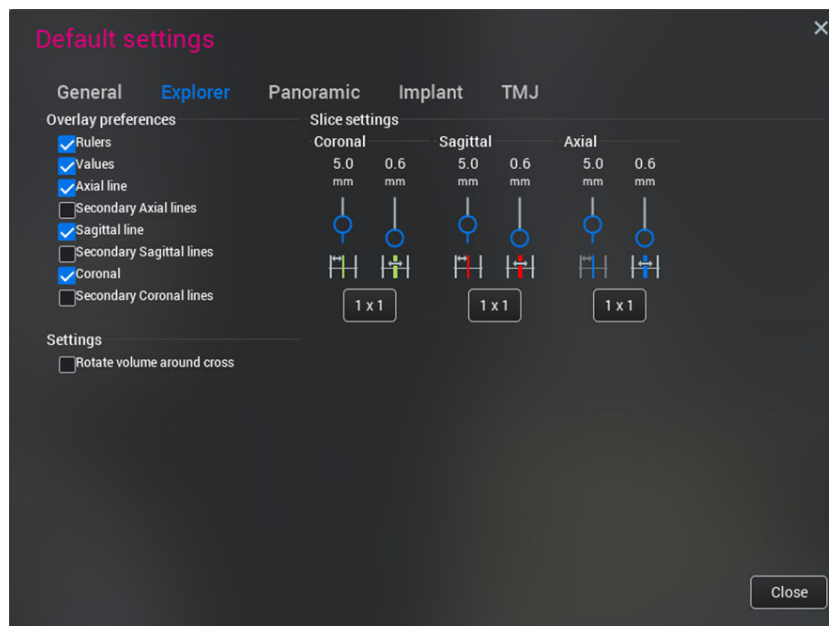 Default settings
General Explorer Panoramic Implant TMJ
Overlay preferences
Rulers
Values
Axial line
Secondary Axial lines
Sagittal line
Secondary Sagittal lines
Coronal
Secondary Coronal lines
Settings
Rotate volume around cross
Slice settings
Coronal Sagittal Axial
5.0 0.6 5.0 0.6 5.0 0.6
mm mm mm mm mm mm
1 x 1 1 x 1 1 x 1
Close